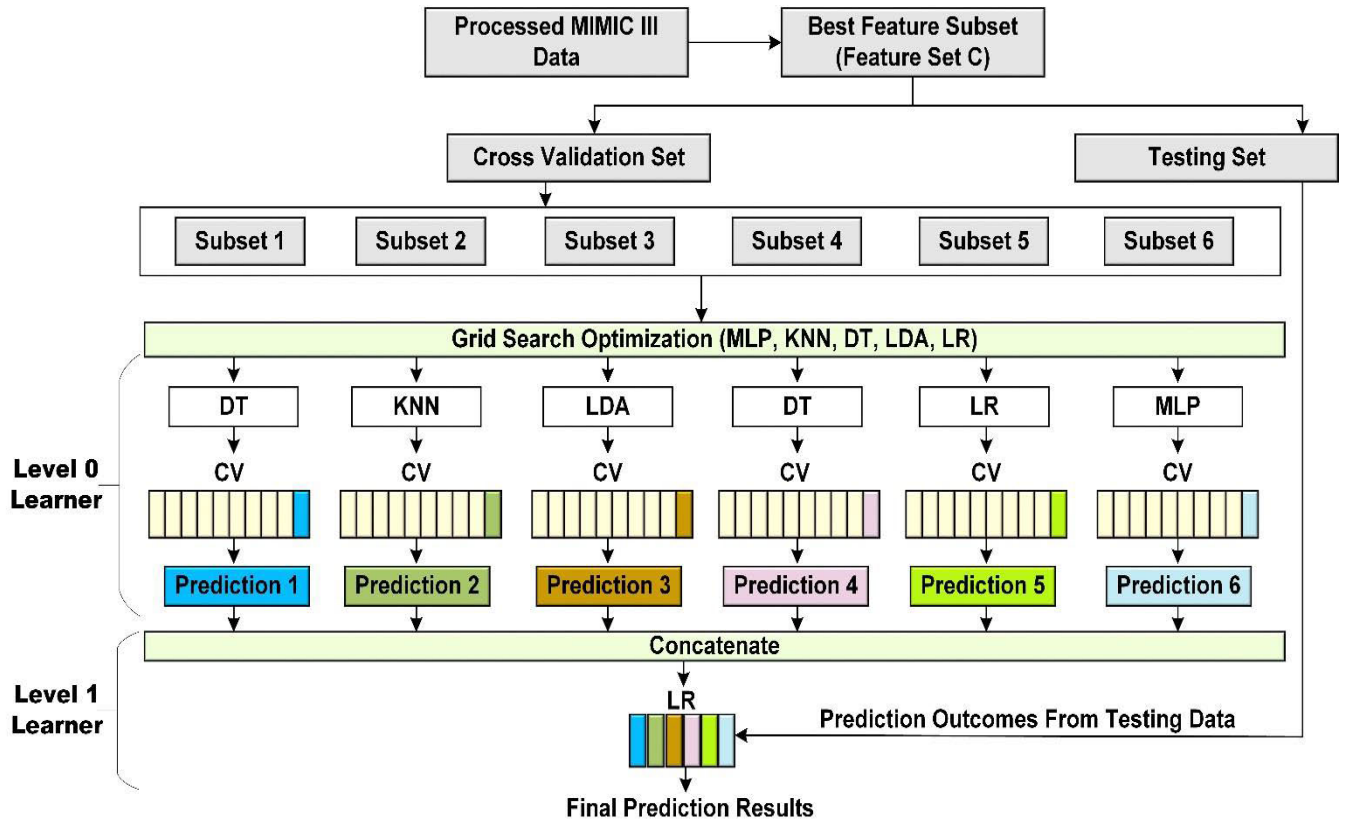 Processed MIMIC III
Data
Best Feature Subset
(Feature Set C)
Cross Validation Set
Testing Set
Subset 1
Subset 2
Subset 3
Subset 4
Subset 5
Subset 6
Grid Search Optimization (MLP, KNN, DT, LDA, LR)
DT
KNN
LDA
DT
LR
MLP
Level 0
Learner
CV
CV
CV
CV
CV
CV
Prediction 1
Prediction 2
Prediction 3
Prediction 4
Prediction 5
Prediction 6
Concatenate
Level 1
Learner
LR
Prediction Outcomes From Testing Data
Final Prediction Results